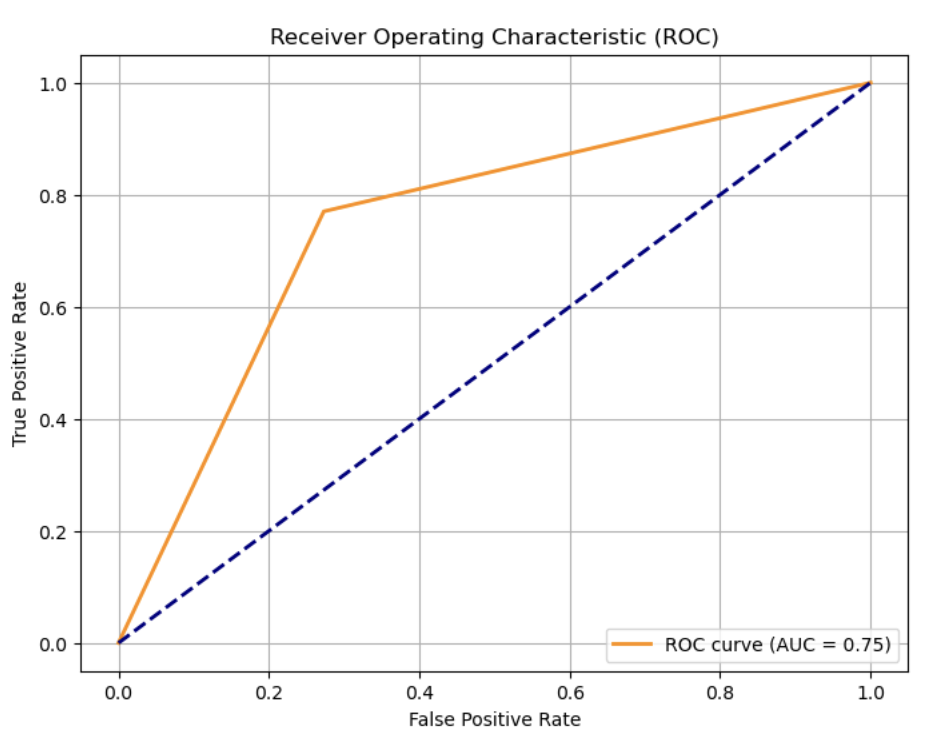 Receiver Operating Characteristic (ROC)
True Positive Rate
1.0
0.8
0.6
0.4
0.2
0.0
ROC curve (AUC = 0.75)
0.0 0.2 0.4 0.6 0.8 1.0
False Positive Rate